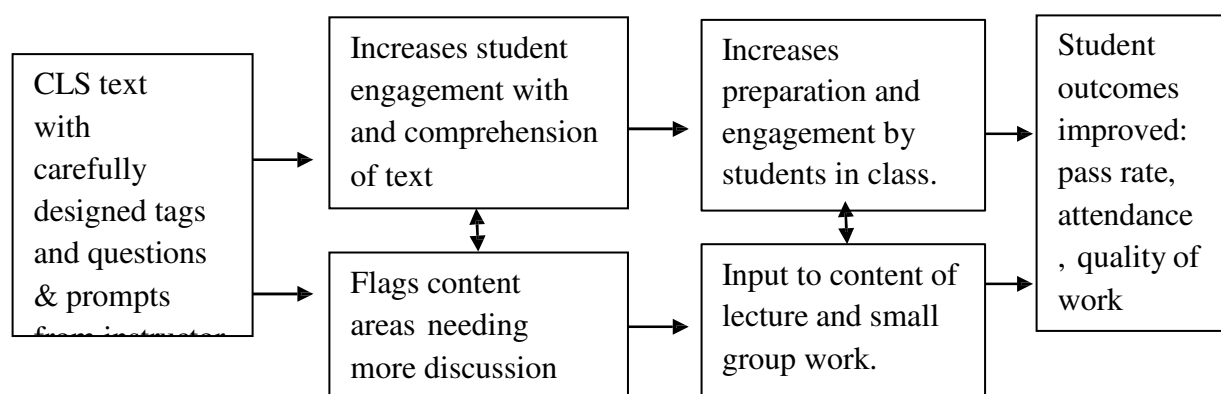 CLS text
with
carefully
designed tags
and questions
& prompts
from instructor
Increases student
engagement with
and comprehension
of text
Flags content
areas needing
more discussion
Increases
preparation and
engagement by
students in class.
Input to content of
lecture and small
group work.
Student
outcomes
improved:
pass rate,
attendance
, quality of
work